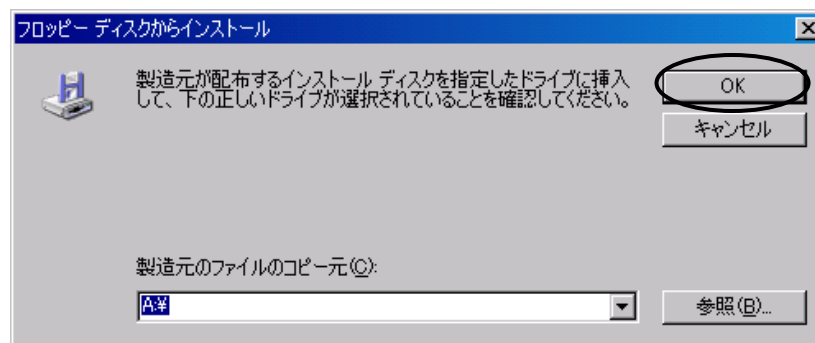 フロッピー ディスクからインストール
製造元が配布するインストール ディスクを指定したドライブに挿入
して、下の正しいドライブが選択されていることを確認してください。
OK
キャンセル
製造元のファイルのコピー元(C):
A:¥
参照(B)...